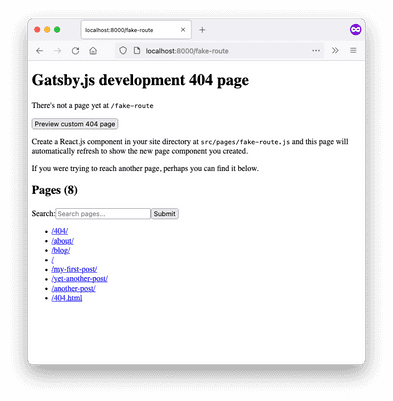 localhost:8000/fake-route
localhost:8000/fake-route
Gatsby.js development 404 page
There's not a page yet at /fake-route
Preview custom 404 page
Create a React.js component in your site directory at src/pages/fake-route.js and this page will
automatically refresh to show the new page component you created.
If you were trying to reach another page, perhaps you can find it below.
Pages (8)
Search: Search pages... Submit
/404/
/about/
/blog/
/
/my-first-post/
/yet-another-post/
/another-post/
/404.html